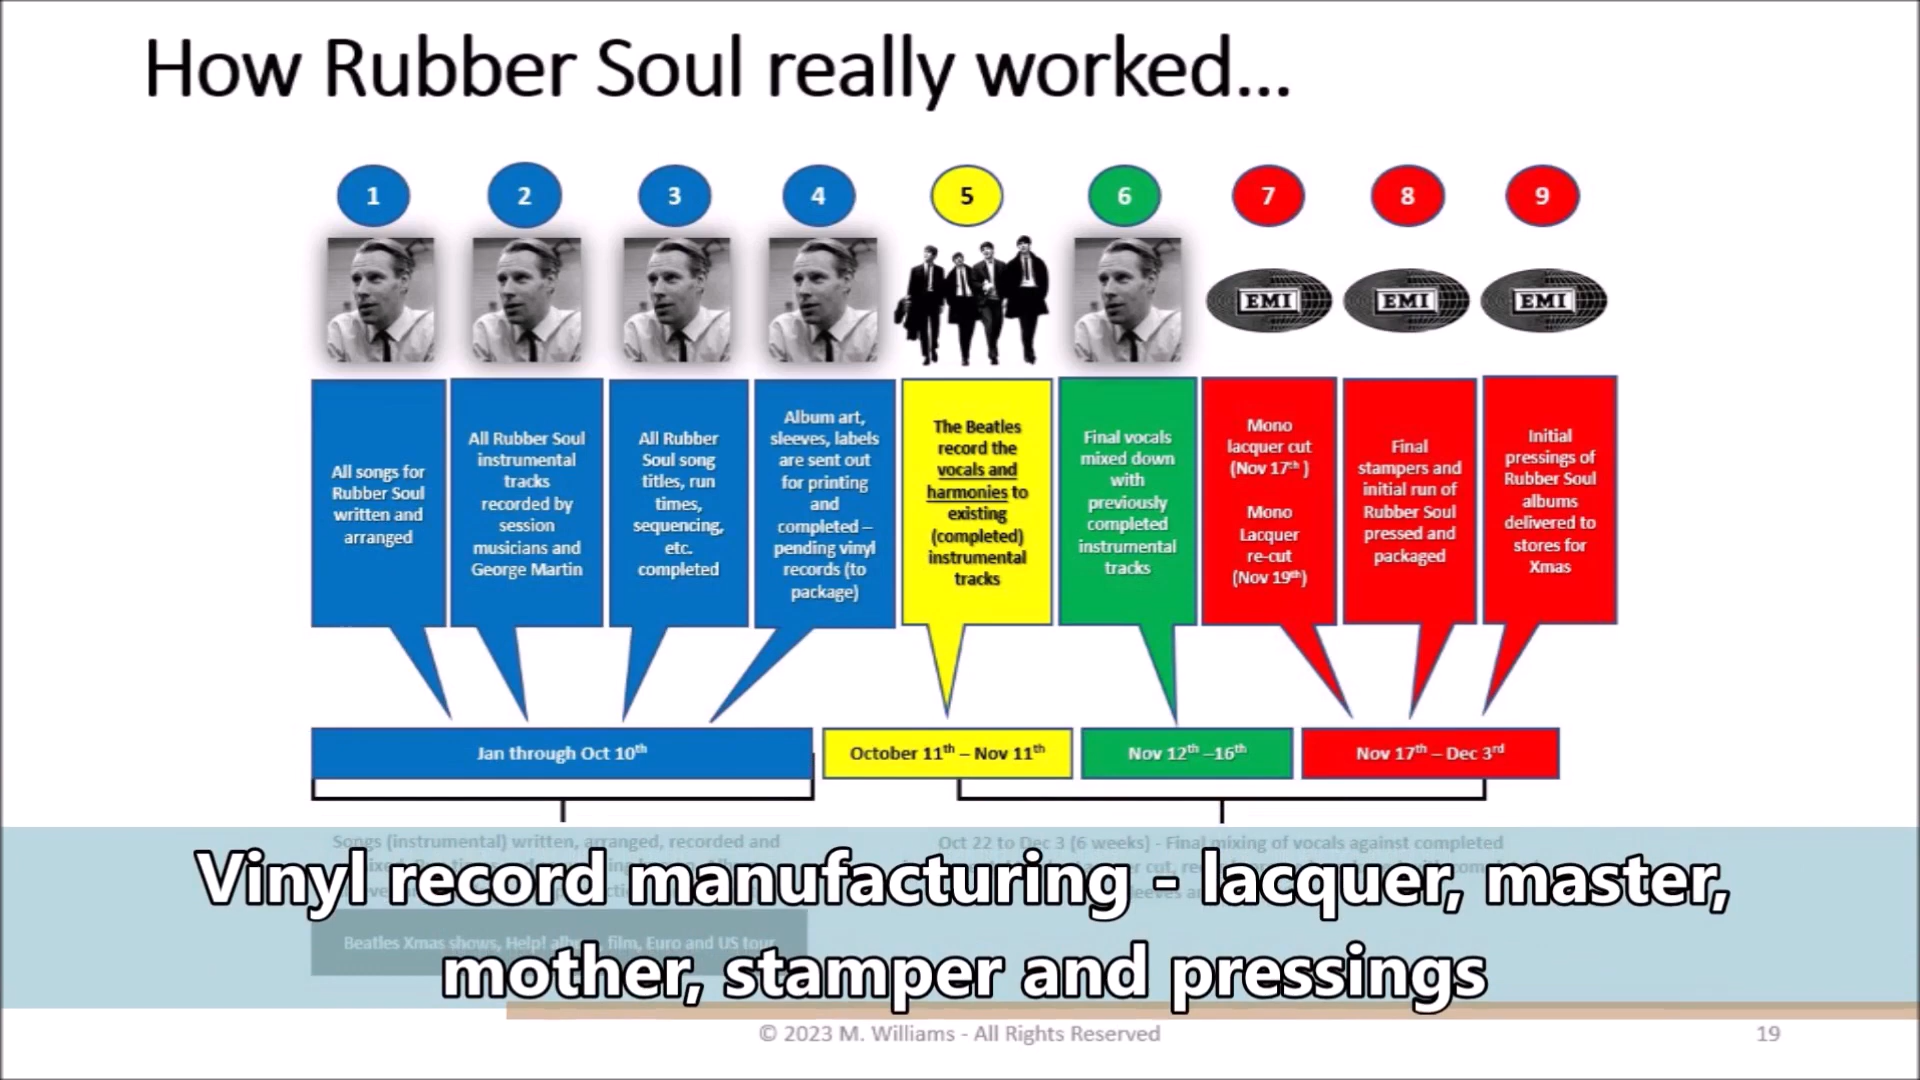 How Rubber Soul really worked...
1
2
3
4
5
6
7
8
9
EMI
EMI
EMI
All songs for
Rubber Soul
written and
arranged
All Rubber Soul
instrumental
tracks
recorded by
session
musicians and
George Martin
All Rubber
Soul song
titles, run
times,
sequencing,
etc.
completed
Album art,
sleeves, labels
are sent out
for printing
and
completed –
pending vinyl
records (to
package)
The Beatles
record the
vocals and
harmonies to
existing
(completed)
instrumental
tracks
Final vocals
mixed down
with
previously
completed
instrumental
tracks
Mono
lacquer cut
(Nov 17th )
Mono
Lacquer
re-cut
(Nov 19th)
Final
stampers and
initial run of
Rubber Soul
pressed and
packaged
Initial
pressings of
Rubber Soul
albums
delivered to
stores for
Xmas
Jan through Oct 10th
October 11th – Nov 11th
Nov 12th –16th
Nov 17th – Dec 3rd
Songs (instrumental) written, arranged, recorded and
Oct 22 to Dec 3 (6 weeks) - Final mixing of vocals against completed
Beatles Xmas shows, Help! film, Euro and US tour
Vinyl record manufacturing - lacquer, master,
mother, stamper and pressings
© 2023 M. Williams - All Rights Reserved
19